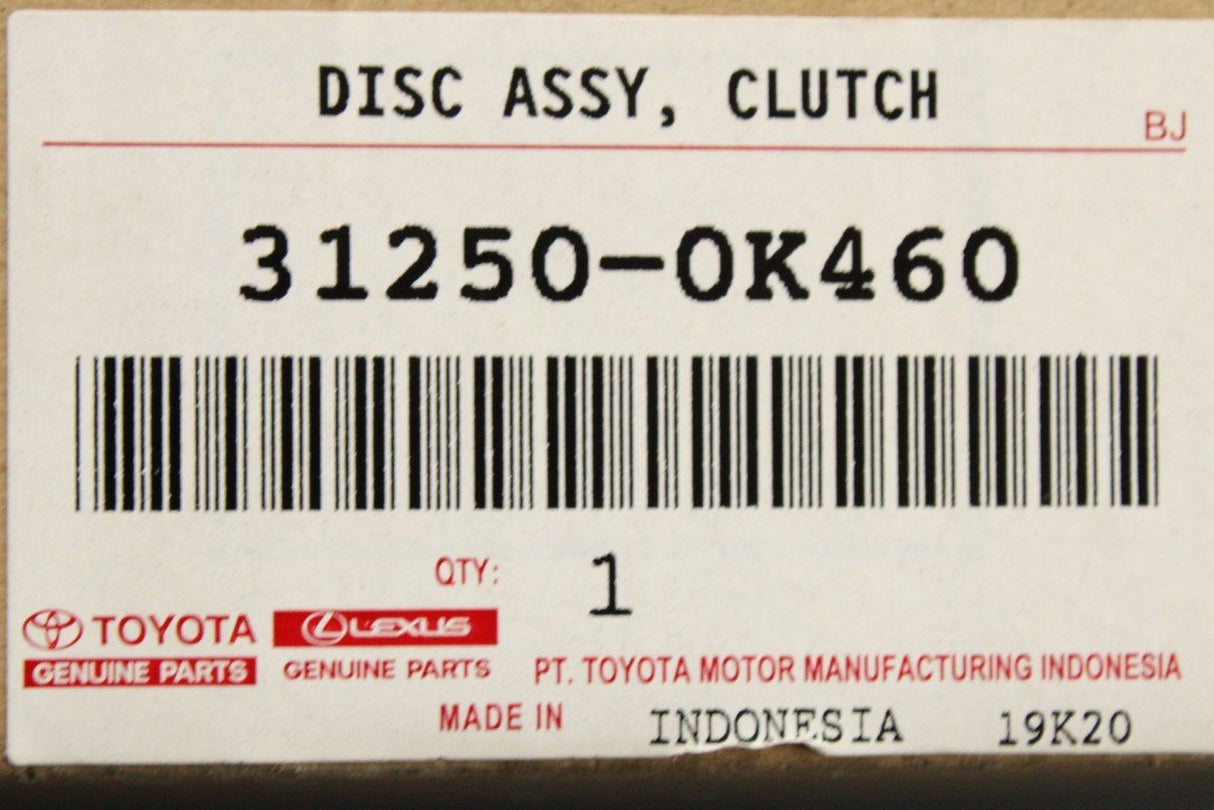 DISC ASSY, CLUTCH
BJ
31250-0K460
QTY: 1
TOYOTA
GENUINE PARTS
LEXUS
GENUINE PARTS
PT. TOYOTA MOTOR MANUFACTURING INDONESIA
MADE IN INDONESIA 19K20